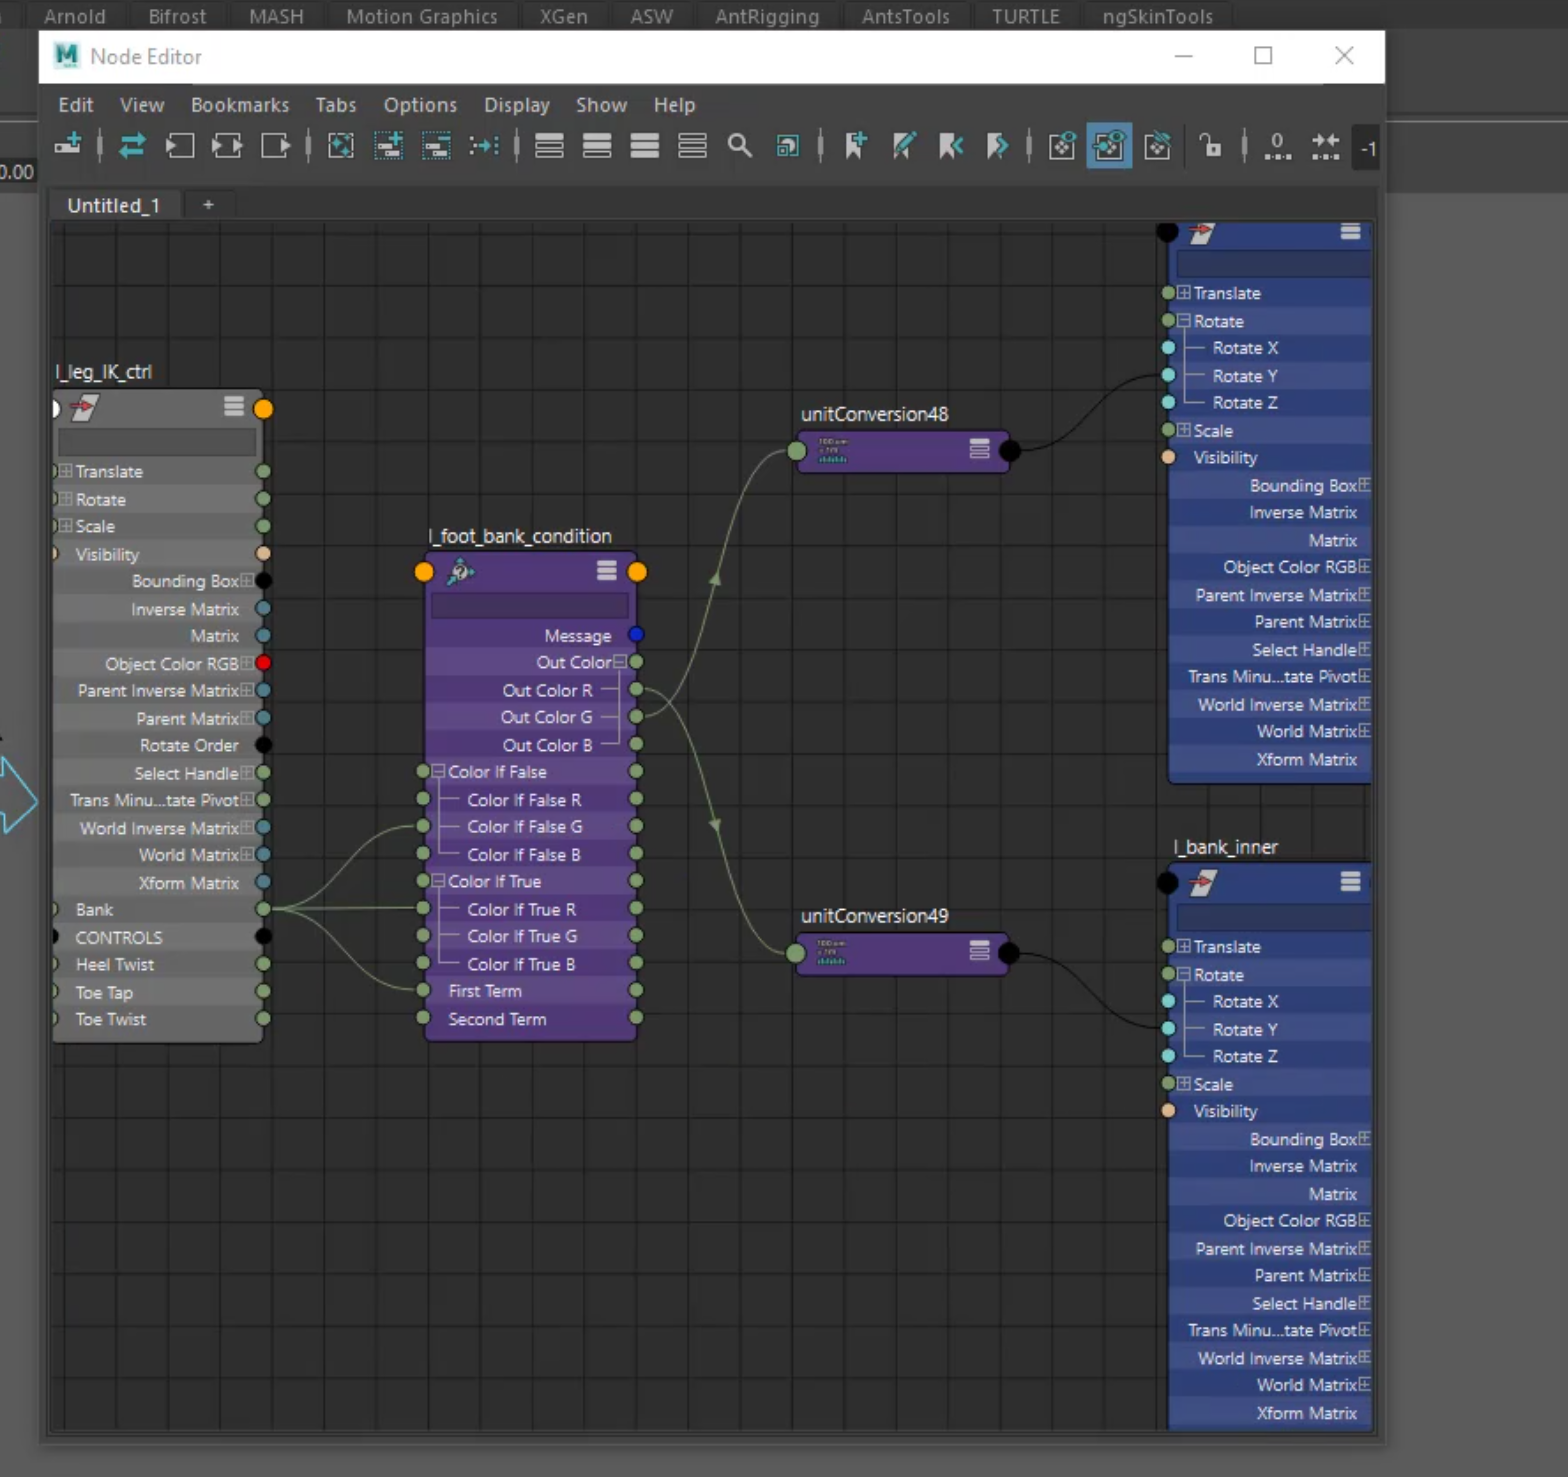 Arnold Bifrost MASH Motion Graphics XGen ASW AntRigging AntsTools TURTLE ngSkinTools
Node Editor
Edit View Bookmarks Tabs Options Display Show Help
0.00
0
-1
Untitled_1 +
l_leg_IK_ctrl
Translate
Rotate
Scale
Visibility
Bounding Box
Inverse Matrix
Matrix
Object Color RGB
Parent Inverse Matrix
Parent Matrix
Rotate Order
Select Handle
Trans Minu...tate Pivot
World Inverse Matrix
World Matrix
Xform Matrix
Bank
CONTROLS
Heel Twist
Toe Tap
Toe Twist
l_foot_bank_condition
Message
Out Color
Out Color R
Out Color G
Out Color B
Color If False
Color If False R
Color If False G
Color If False B
Color If True
Color If True R
Color If True G
Color If True B
First Term
Second Term
unitConversion48
unitConversion49
Translate
Rotate
Rotate X
Rotate Y
Rotate Z
Scale
Visibility
Bounding Box
Inverse Matrix
Matrix
Object Color RGB
Parent Inverse Matrix
Parent Matrix
Select Handle
Trans Minu...tate Pivot
World Inverse Matrix
World Matrix
Xform Matrix
l_bank_inner
Translate
Rotate
Rotate X
Rotate Y
Rotate Z
Scale
Visibility
Bounding Box
Inverse Matrix
Matrix
Object Color RGB
Parent Inverse Matrix
Parent Matrix
Select Handle
Trans Minu...tate Pivot
World Inverse Matrix
World Matrix
Xform Matrix